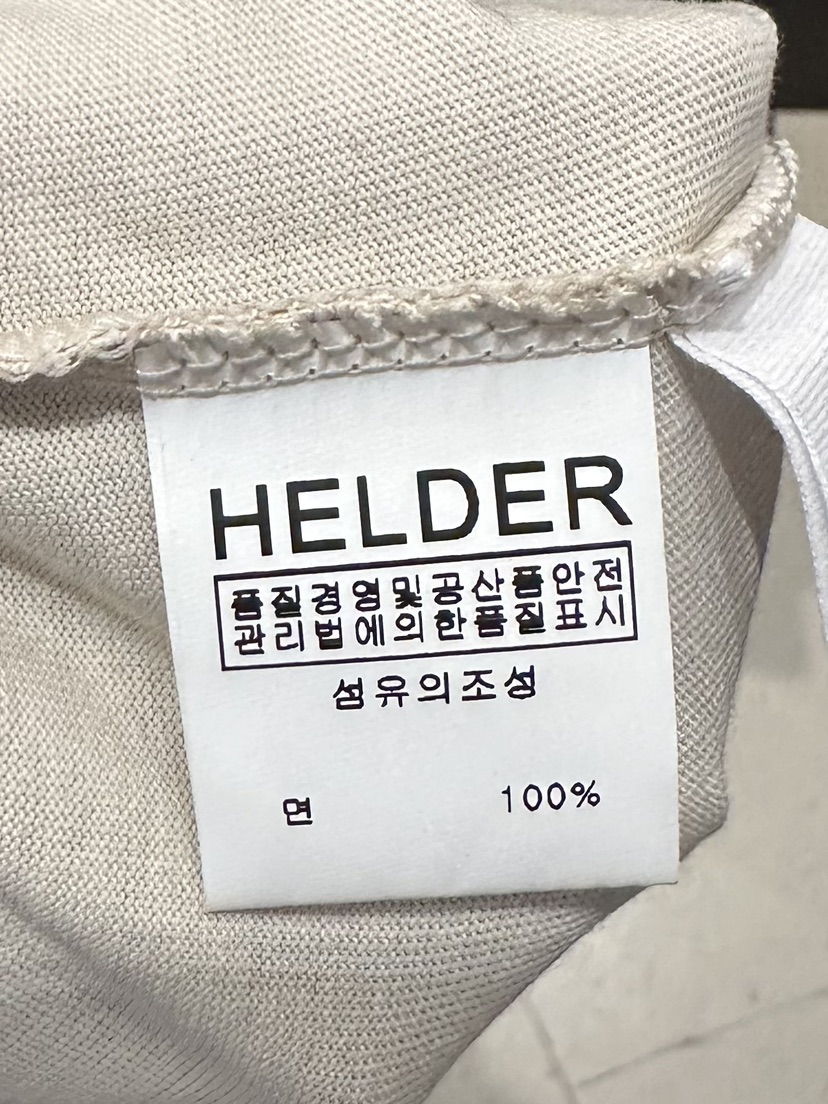 HELDER
품질경영및공산품안전
관리법에의한품질표시
섬유의조성
면 100%